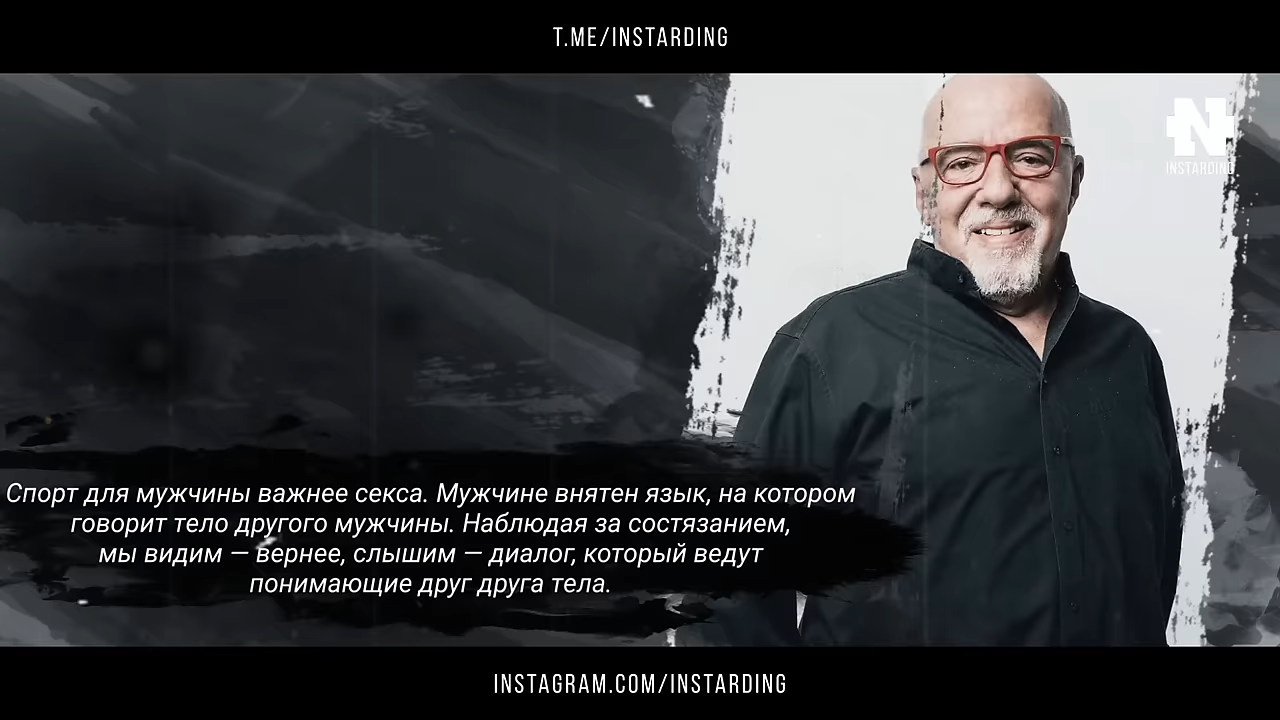 T.ME/INSTARDING
N
INSTARDING
Спорт для мужчины важнее секса. Мужчине внятен язык, на котором
говорит тело другого мужчины. Наблюдая за состязанием,
мы видим — вернее, слышим — диалог, который ведут
понимающие друг друга тела.
INSTAGRAM.COM/INSTARDING